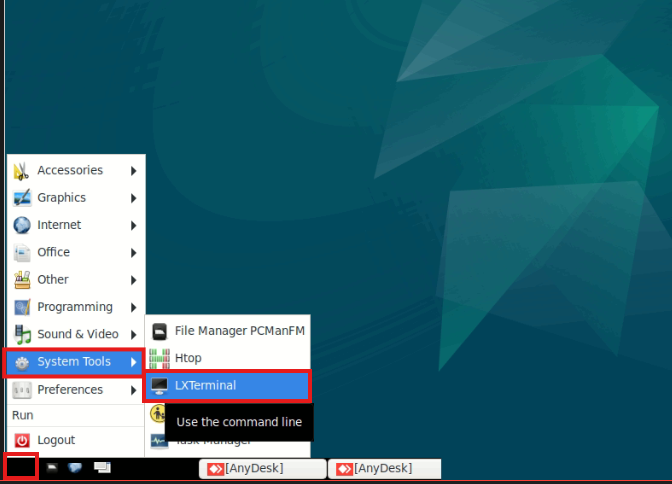 Accessories
Graphics
Internet
Office
Other
Programming
Sound & Video
System Tools
Preferences
Run
Logout
File Manager PCManFM
Htop
LXTerminal
Use the command line
Task Manager
[AnyDesk]
[AnyDesk]